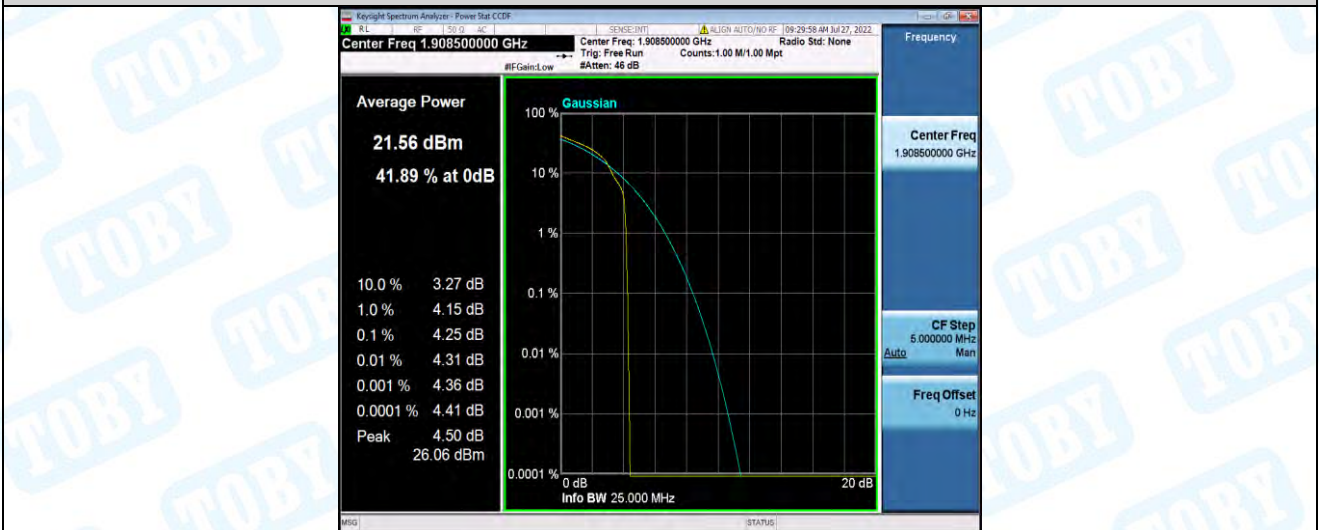 Keysight Spectrum Analyzer - Power Stat CCDF
RL RF 50 Ω AC SENSE:INT ALIGN AUTO/NO RF 09:29:58 AM Jul 27, 2022
Center Freq 1.908500000 GHz
Center Freq: 1.908500000 GHz Radio Std: None
Trig: Free Run Counts:1.00 M/1.00 Mpt
#IFGain:Low #Atten: 46 dB
Frequency
Average Power
21.56 dBm
41.89 % at 0dB
10.0 % 3.27 dB
1.0 % 4.15 dB
0.1 % 4.25 dB
0.01 % 4.31 dB
0.001 % 4.36 dB
0.0001 % 4.41 dB
Peak 4.50 dB
26.06 dBm
Gaussian
100 %
10 %
1 %
0.1 %
0.01 %
0.001 %
0.0001 %
0 dB 20 dB
Info BW 25.000 MHz
Center Freq
1.908500000 GHz
CF Step
5.000000 MHz
Auto Man
Freq Offset
0 Hz
MSG STATUS
TOBY
TOBY
TOBY
TOBY
TOBY
TOBY
TOBY
TOBY